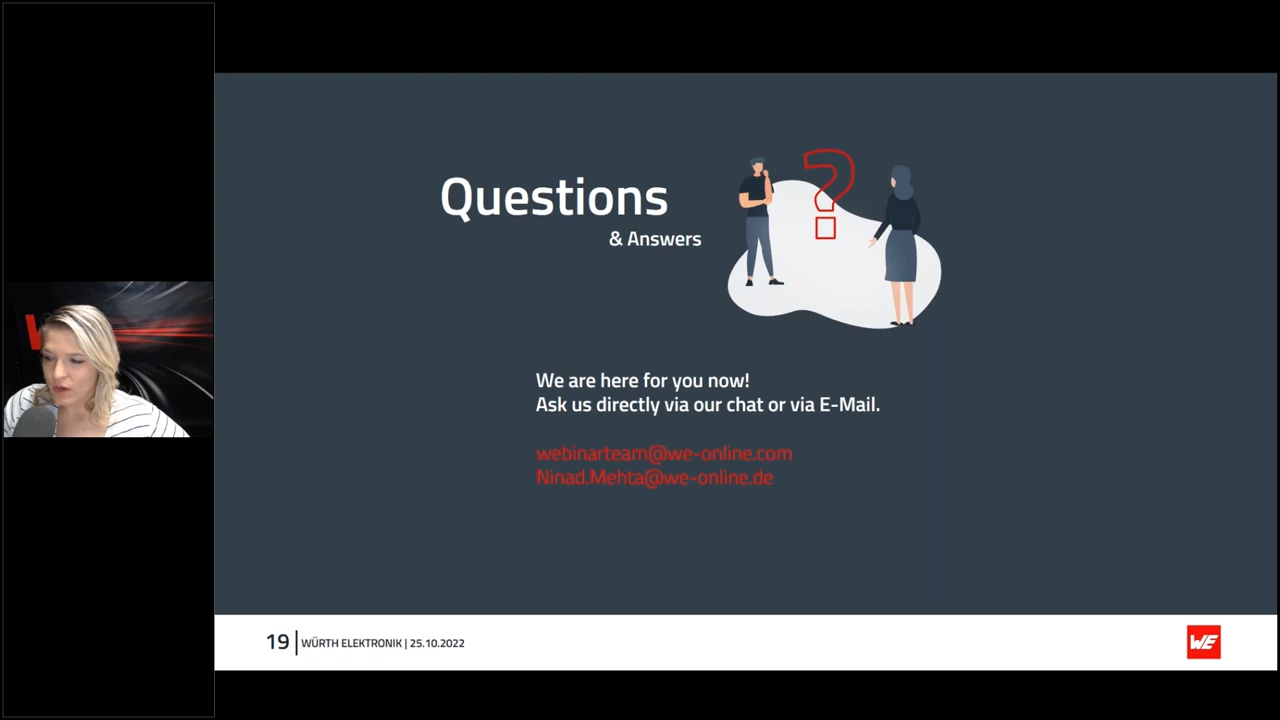 Questions
& Answers
?
We are here for you now!
Ask us directly via our chat or via E-Mail.
webinarteam@we-online.com
Ninad.Mehta@we-online.de
19 | WÜRTH ELEKTRONIK | 25.10.2022
WE